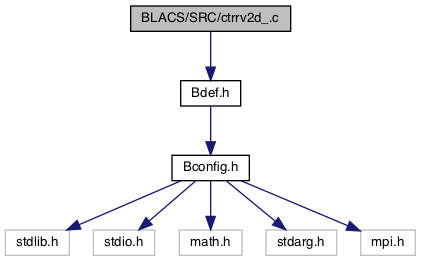 BLACS/SRC/ctrrv2d_.c
Bdef.h
Bconfig.h
stdlib.h stdio.h math.h stdarg.h mpi.h